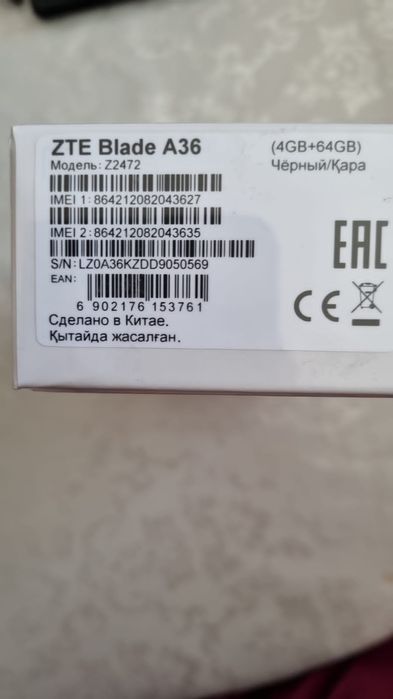 ZTE Blade A36 (4GB+64GB)
Модель: Z2472 Чёрный/Қара
IMEI 1: 864212082043627
IMEI 2: 864212082043635
S/N: LZ0A36KZDD9050569
EAN:
6 902176 153761
Сделано в Китае.
Қытайда жасалған.
EAC
CE